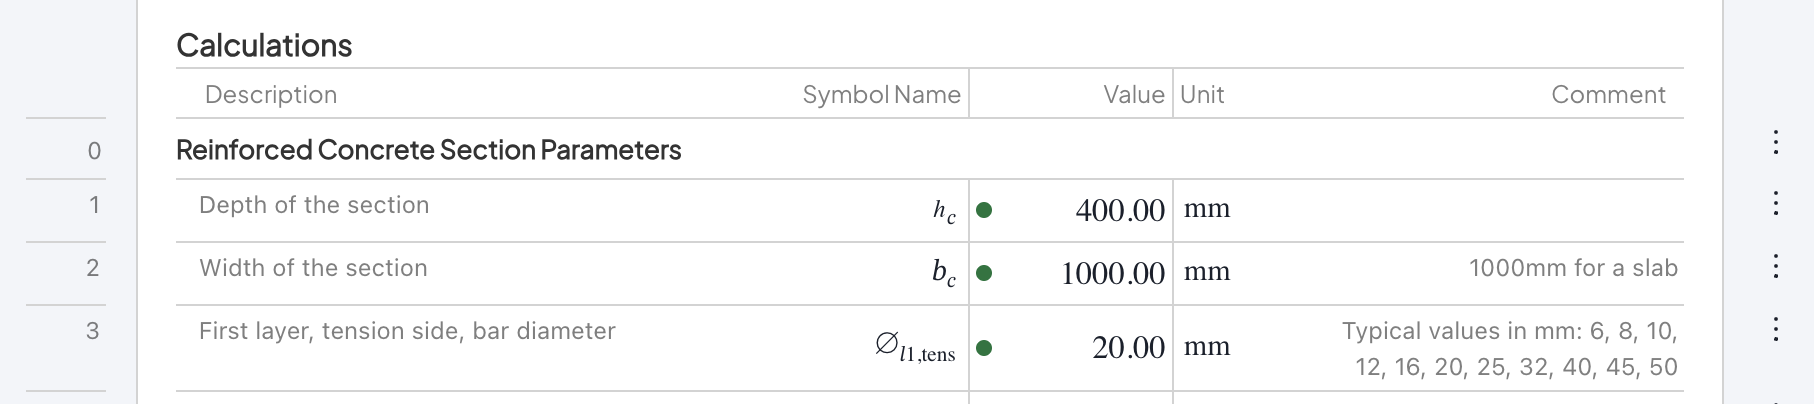 Calculations
Description Symbol Name Value Unit Comment
0 Reinforced Concrete Section Parameters
1 Depth of the section h_c 400.00 mm
2 Width of the section b_c 1000.00 mm 1000mm for a slab
3 First layer, tension side, bar diameter ∅_l1,tens 20.00 mm Typical values in mm: 6, 8, 10,
12, 16, 20, 25, 32, 40, 45, 50